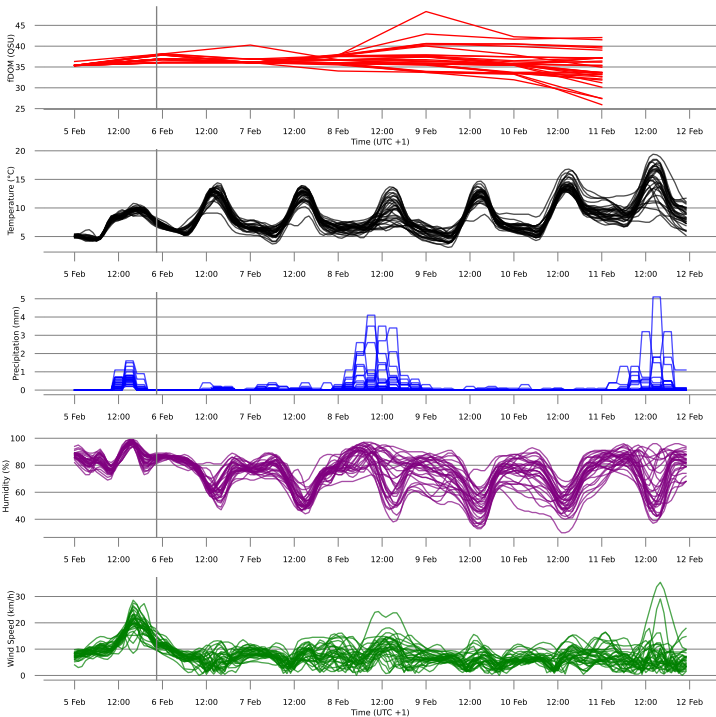 fDOM (QSU)
45
40
35
30
25
5 Feb 12:00 6 Feb 12:00 7 Feb 12:00 8 Feb 12:00 9 Feb 12:00 10 Feb 12:00 11 Feb 12:00 12 Feb
Time (UTC +1)
Temperature (°C)
20
15
10
5
5 Feb 12:00 6 Feb 12:00 7 Feb 12:00 8 Feb 12:00 9 Feb 12:00 10 Feb 12:00 11 Feb 12:00 12 Feb
Precipitation (mm)
5
4
3
2
1
0
5 Feb 12:00 6 Feb 12:00 7 Feb 12:00 8 Feb 12:00 9 Feb 12:00 10 Feb 12:00 11 Feb 12:00 12 Feb
Humidity (%)
100
80
60
40
5 Feb 12:00 6 Feb 12:00 7 Feb 12:00 8 Feb 12:00 9 Feb 12:00 10 Feb 12:00 11 Feb 12:00 12 Feb
Wind Speed (km/h)
30
20
10
0
5 Feb 12:00 6 Feb 12:00 7 Feb 12:00 8 Feb 12:00 9 Feb 12:00 10 Feb 12:00 11 Feb 12:00 12 Feb
Time (UTC +1)